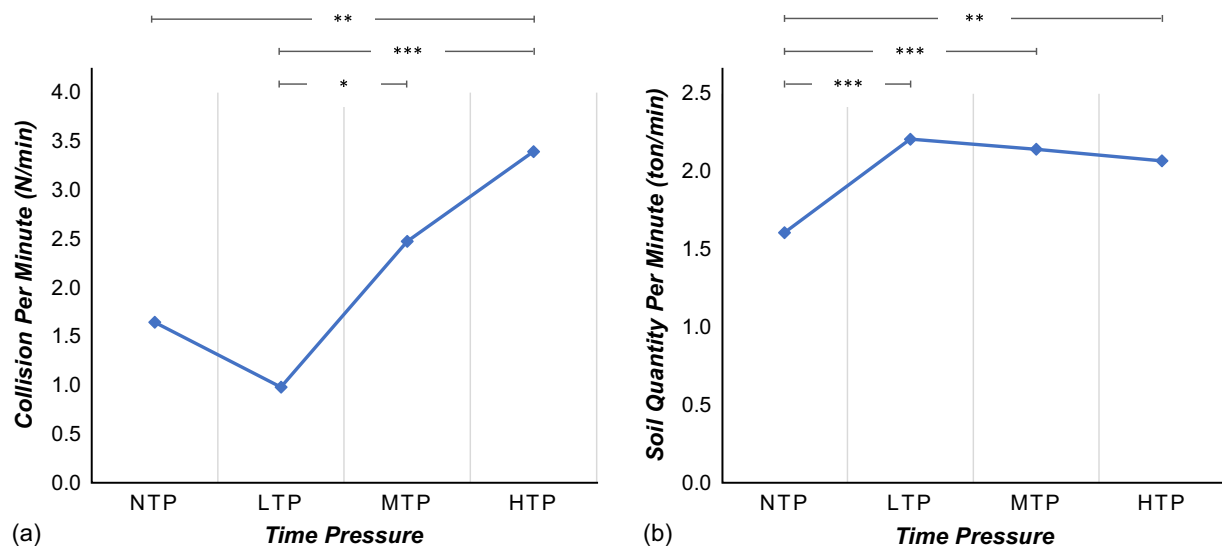 **
***
*
Collision Per Minute (N/min)
4.0
3.5
3.0
2.5
2.0
1.5
1.0
0.5
0.0
NTP LTP MTP HTP
Time Pressure
(a)
**
***
***
Soil Quantity Per Minute (ton/min)
2.5
2.0
1.5
1.0
0.5
0.0
NTP LTP MTP HTP
Time Pressure
(b)